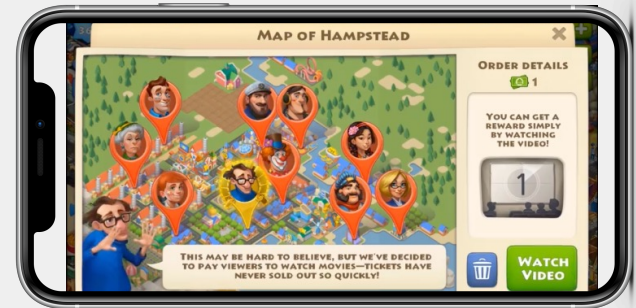 MAP OF HAMPSTEAD
ORDER DETAILS
1
YOU CAN GET A
REWARD SIMPLY
BY WATCHING
THE VIDEO!
1
THIS MAY BE HARD TO BELIEVE, BUT WE'VE DECIDED
TO PAY VIEWERS TO WATCH MOVIES—TICKETS HAVE
NEVER SOLD OUT SO QUICKLY!
WATCH
VIDEO